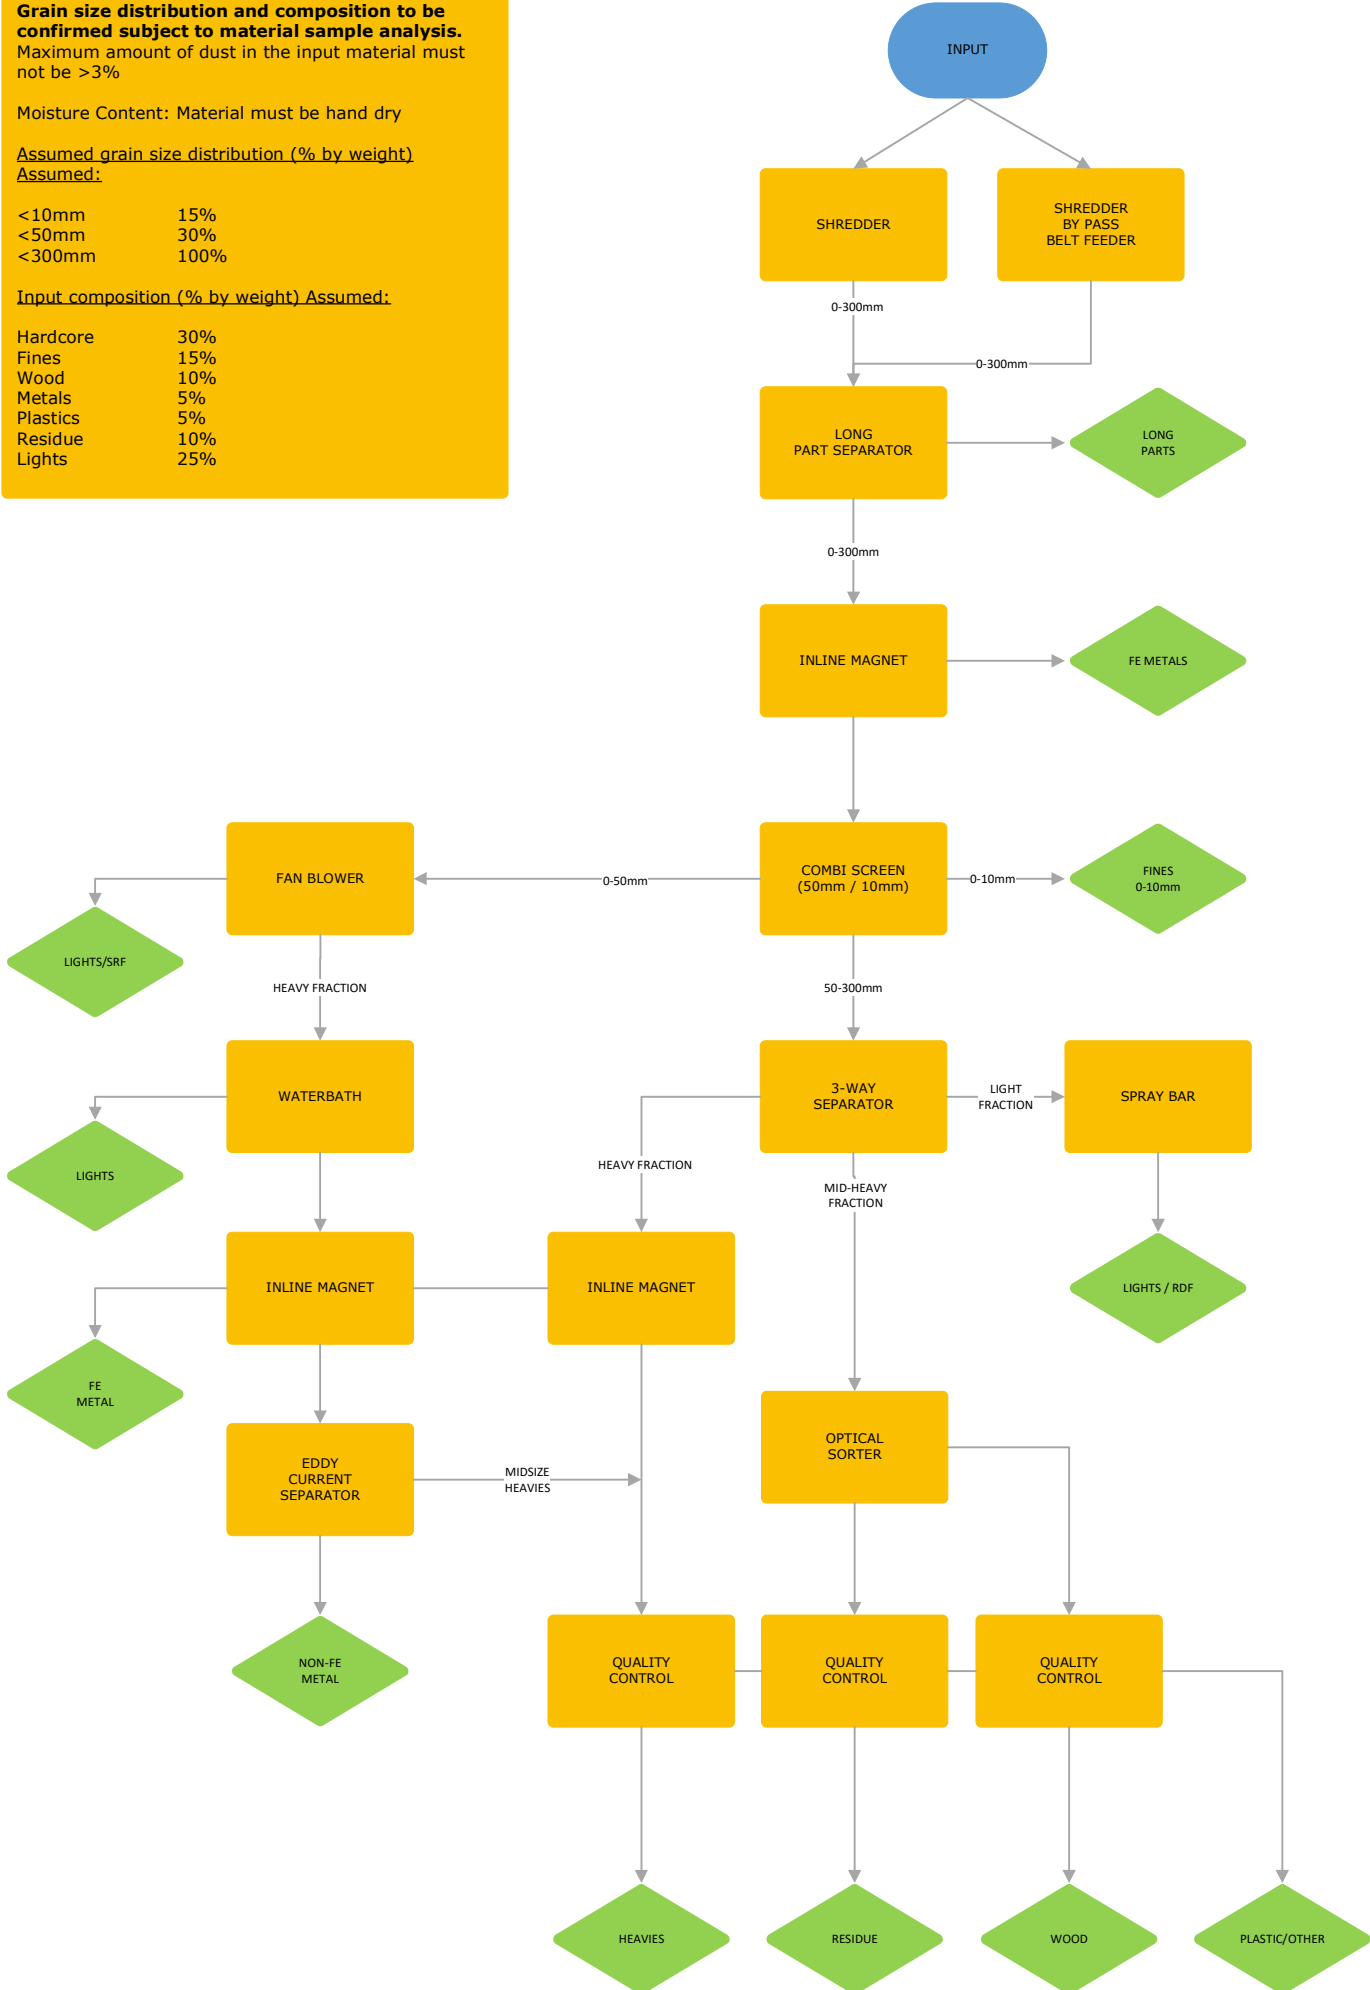 Grain size distribution and composition to be
confirmed subject to material sample analysis.
Maximum amount of dust in the input material must
not be >3%
Moisture Content: Material must be hand dry
Assumed grain size distribution (% by weight)
Assumed:
<10mm 15%
<50mm 30%
<300mm 100%
Input composition (% by weight) Assumed:
Hardcore 30%
Fines 15%
Wood 10%
Metals 5%
Plastics 5%
Residue 10%
Lights 25%
INPUT
SHREDDER
SHREDDER
BY PASS
BELT FEEDER
0-300mm
0-300mm
LONG
PART SEPARATOR
LONG
PARTS
0-300mm
INLINE MAGNET
FE METALS
FAN BLOWER
0-50mm
COMBI SCREEN
(50mm / 10mm)
0-10mm
FINES
0-10mm
LIGHTS/SRF
HEAVY FRACTION
50-300mm
WATERBATH
3-WAY
SEPARATOR
LIGHT
FRACTION
SPRAY BAR
LIGHTS
HEAVY FRACTION
MID-HEAVY
FRACTION
INLINE MAGNET
INLINE MAGNET
LIGHTS / RDF
FE
METAL
OPTICAL
SORTER
EDDY
CURRENT
SEPARATOR
MIDSIZE
HEAVIES
NON-FE
METAL
QUALITY
CONTROL
QUALITY
CONTROL
QUALITY
CONTROL
HEAVIES
RESIDUE
WOOD
PLASTIC/OTHER